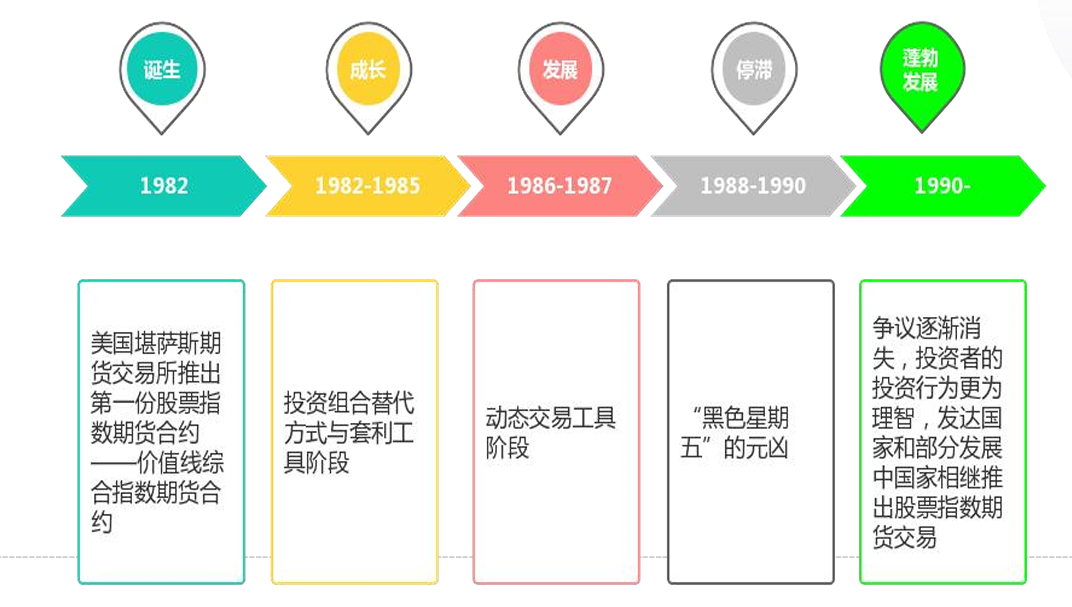 诞生
成长
发展
停滞
蓬勃
发展
1982
1982-1985
1986-1987
1988-1990
1990-
美国堪萨斯期
货交易所推出
第一份股票指
数期货合约
——价值线综
合指数期货合
约
投资组合替代
方式与套利工
具阶段
动态交易工具
阶段
“黑色星期
五”的元凶
争议逐渐消
失，投资者的
投资行为更为
理智，发达国
家和部分发展
中国家相继推
出股票指数期
货交易